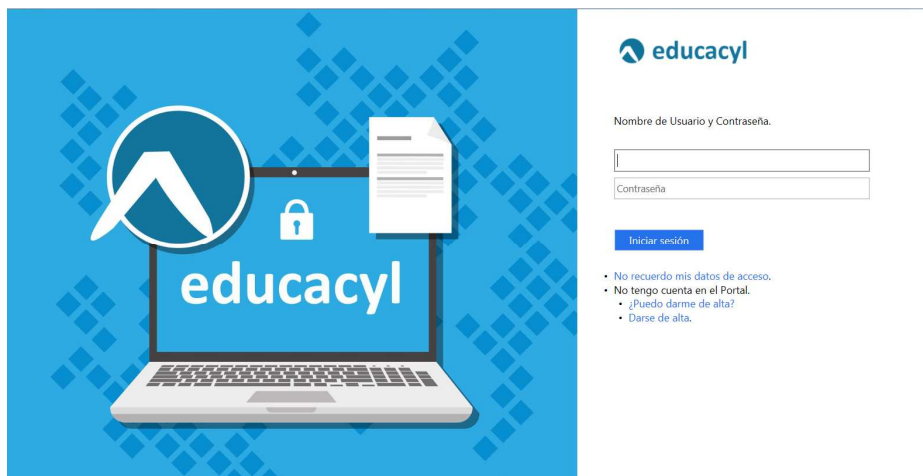 educacyl
educacyl
Nombre de Usuario y Contraseña.
Contraseña
Iniciar sesión
No recuerdo mis datos de acceso.
No tengo cuenta en el Portal.
¿Puedo darme de alta?
Darse de alta.